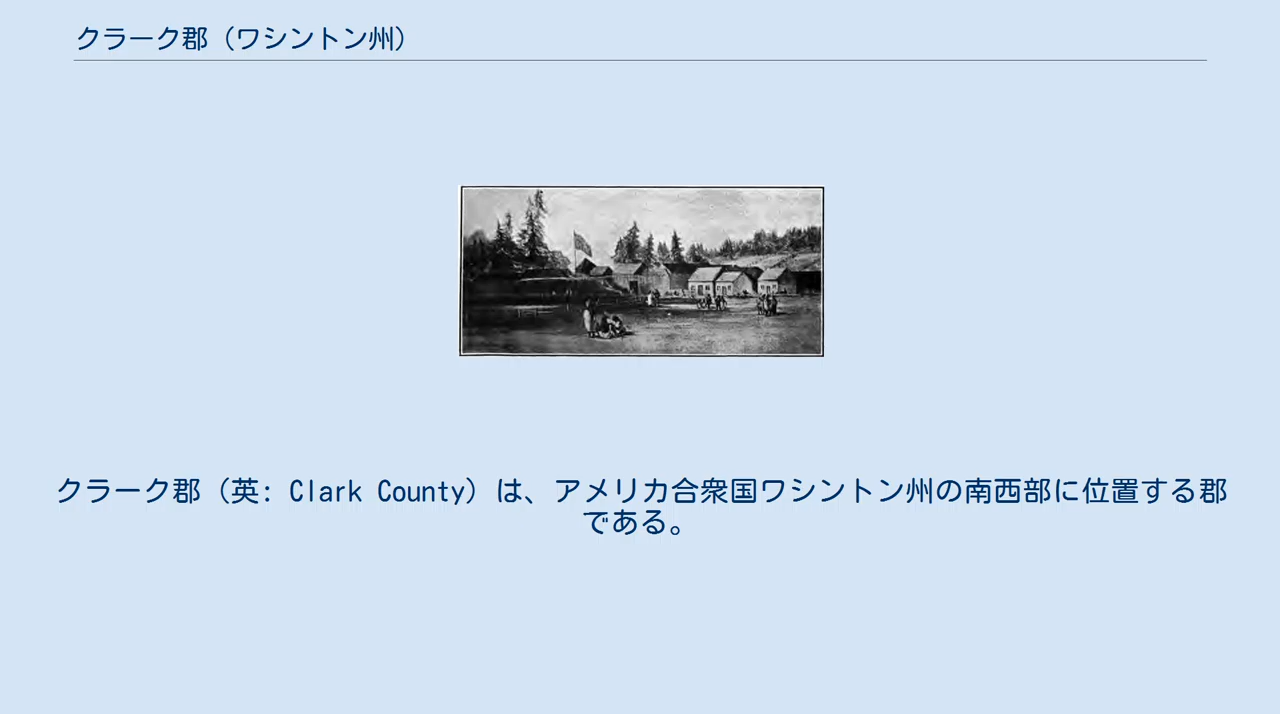 クラーク郡（ワシントン州）
クラーク郡（英: Clark County）は、アメリカ合衆国ワシントン州の南西部に位置する郡
である。